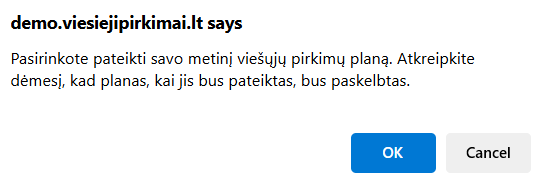 demo.viesiejipirkimai.lt says
Pasirinkote pateikti savo metinį viešųjų pirkimų planą. Atkreipkite
dėmesį, kad planas, kai jis bus pateiktas, bus paskelbtas.
OK
Cancel